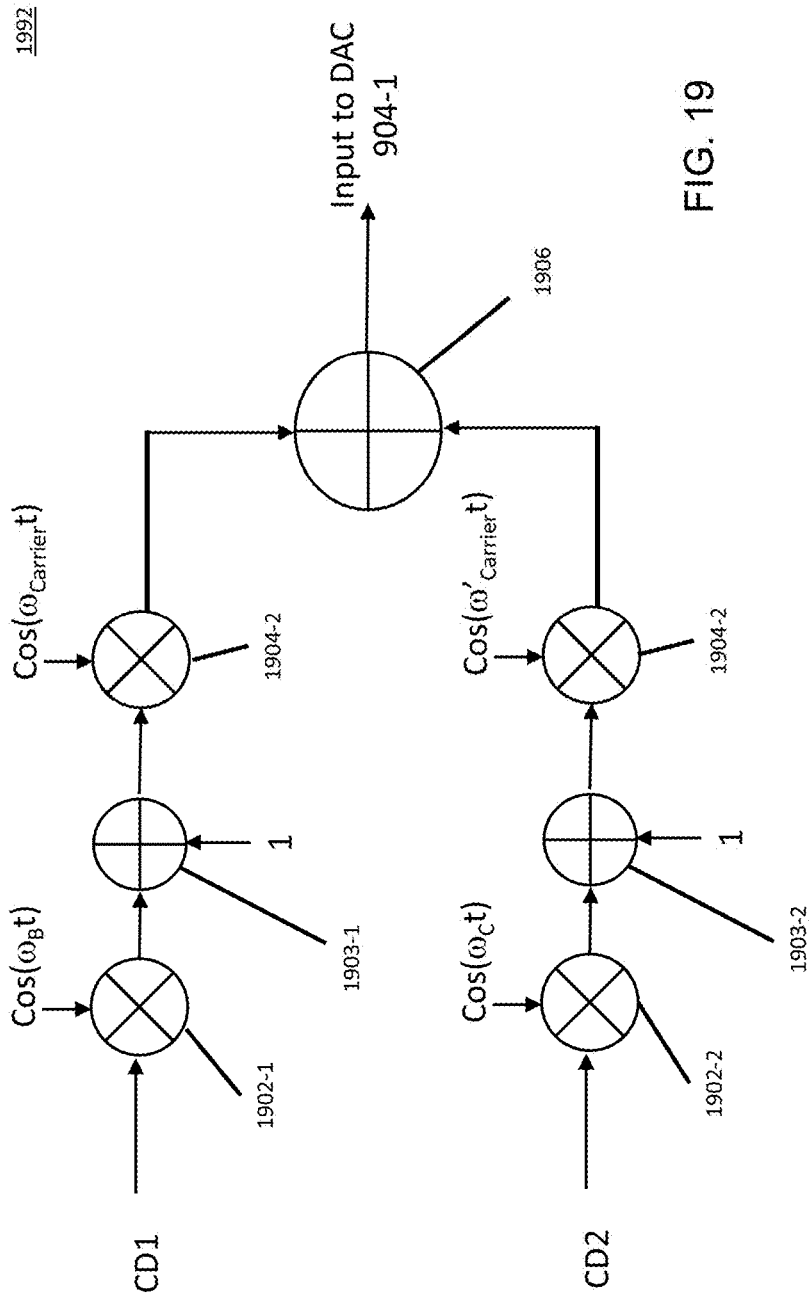 1992
Cos(ωBt)
Cos(ωCarriert)
CD1
1
1902-1
1903-1
1904-2
Input to DAC
904-1
1906
Cos(ωCt)
Cos(ω'Carriert)
CD2
1
1902-2
1903-2
1904-2
FIG. 19